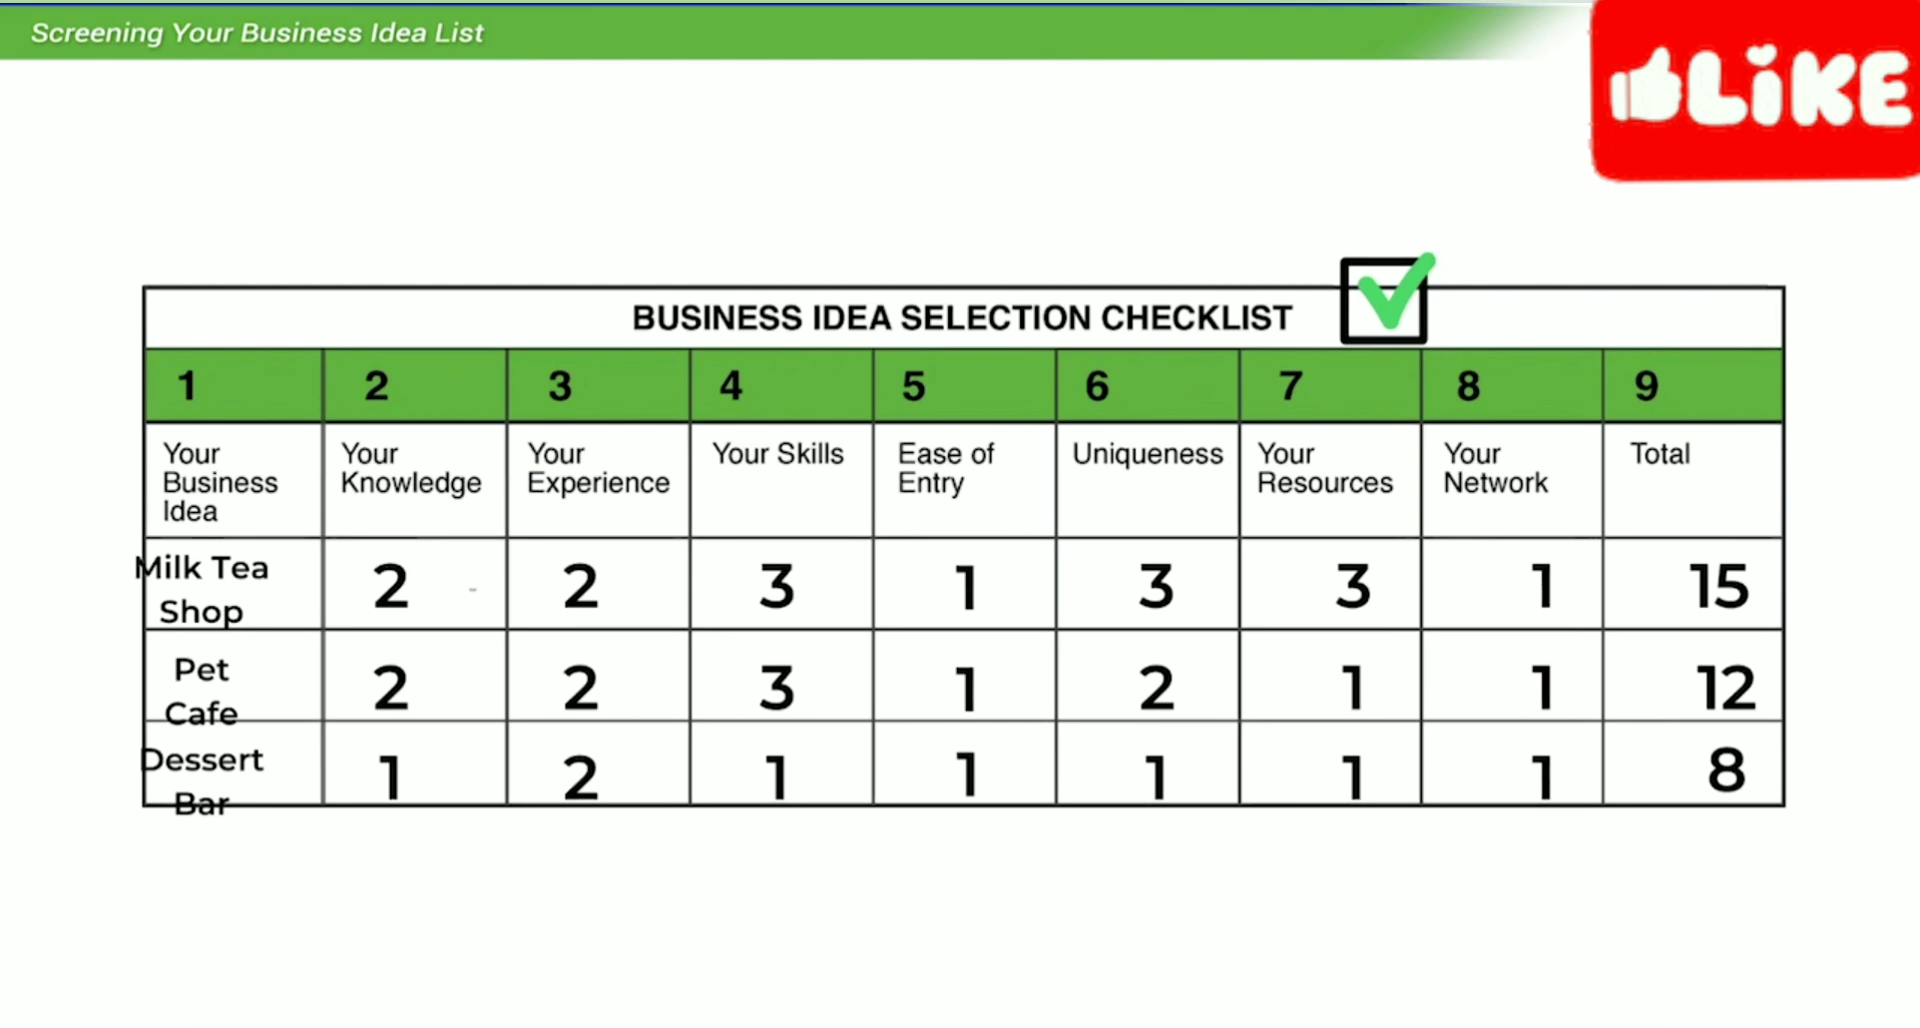 Screening Your Business Idea List
LiKE
BUSINESS IDEA SELECTION CHECKLIST
1 2 3 4 5 6 7 8 9
Your Business Idea
Your Knowledge
Your Experience
Your Skills
Ease of Entry
Uniqueness
Your Resources
Your Network
Total
Milk Tea Shop 2 2 3 1 3 3 1 15
Pet Cafe 2 2 3 1 2 1 1 12
Dessert Bar 1 2 1 1 1 1 1 8